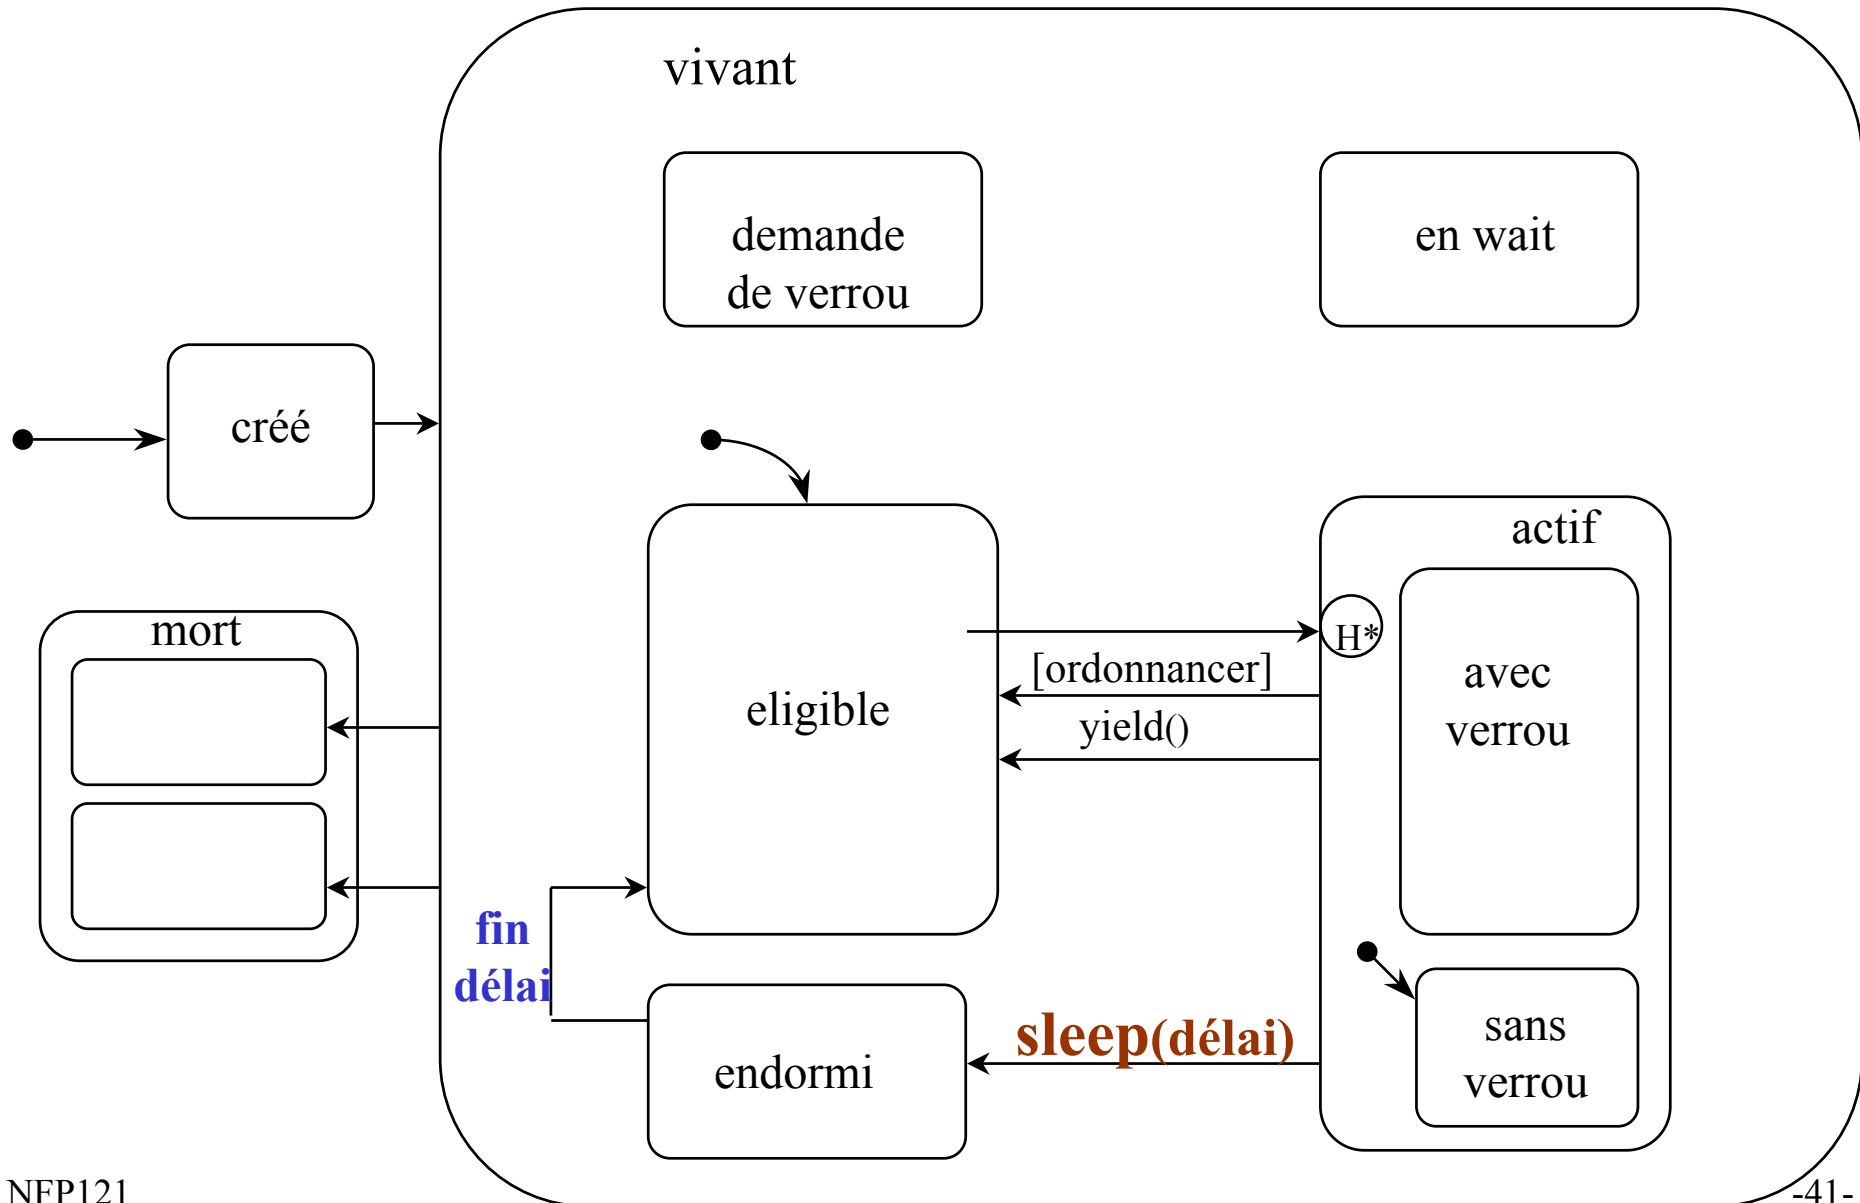 vivant
demande
de verrou
en wait
créé
actif
mort
H*
[ordonnancer]
avec
verrou
eligible
yield()
fin
délai
sleep(délai)
sans
verrou
endormi
NFP121
-41-